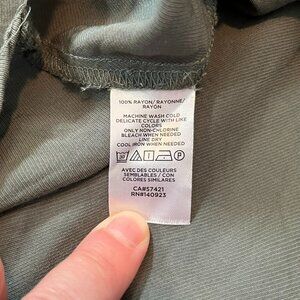 100% RAYON/RAYONNE/
RAYON
MACHINE WASH COLD
DELICATE CYCLE WITH LIKE
COLORS
ONLY NON-CHLORINE
BLEACH WHEN NEEDED
LINE DRY
COOL IRON WHEN NEEDED
P
AVEC DES COULEURS
SEMBLABLES / CON
COLORES SIMILARES
CA#57421
RN#140923